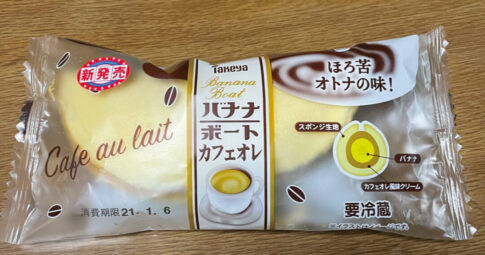 新発売
Cafe au lait
消費期限21.1.6
Takeya
Banana
Boat
バナナ
ボート
カフェオレ
ほろ苦
オトナの味!
スポンジ生地
バナナ
カフェオレ風味クリーム
要冷蔵